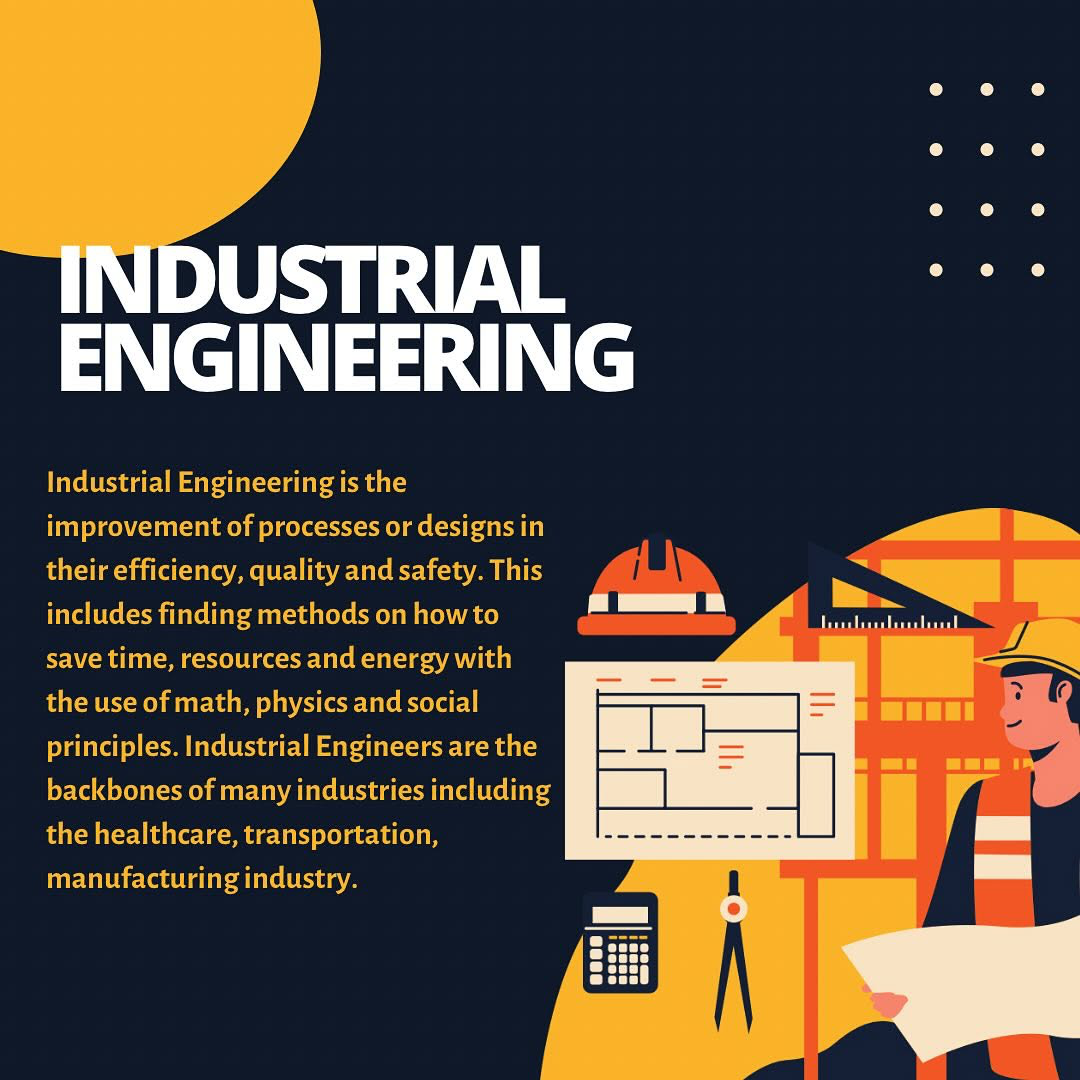 INDUSTRIAL
ENGINEERING
Industrial Engineering is the
improvement of processes or designs in
their efficiency, quality and safety. This
includes finding methods on how to
save time, resources and energy with
the use of math, physics and social
principles. Industrial Engineers are the
backbones of many industries including
the healthcare, transportation,
manufacturing industry.